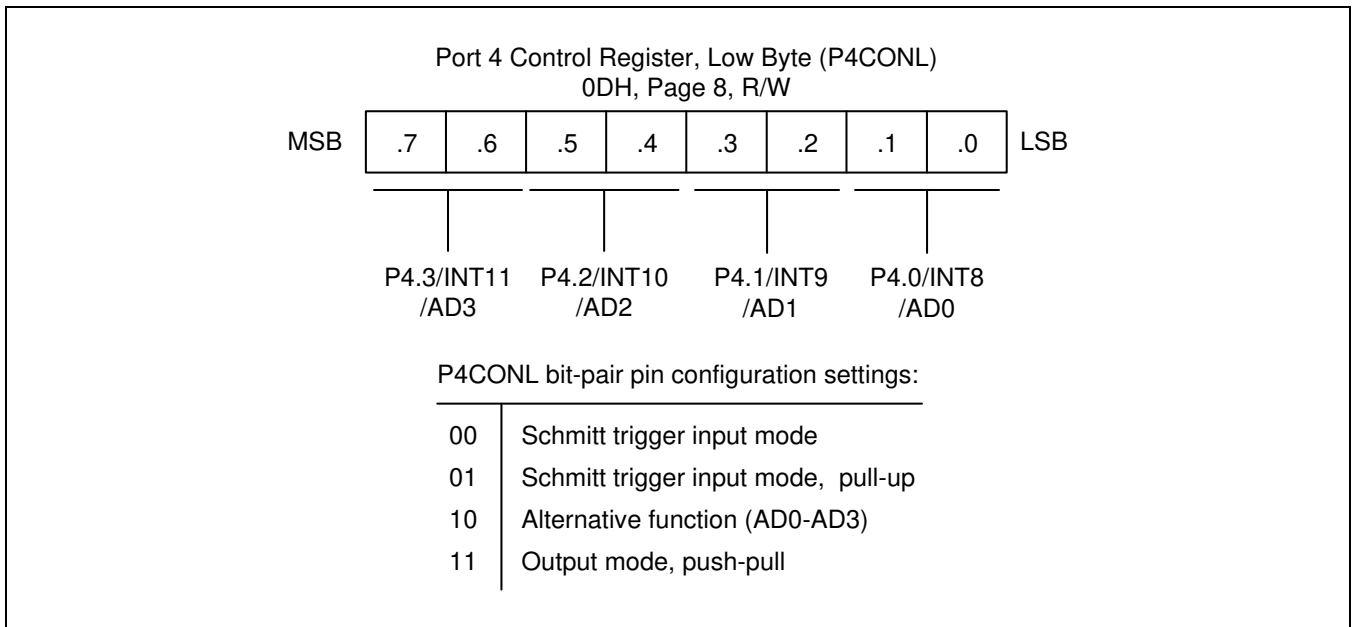 Port 4 Control Register, Low Byte (P4CONL)
0DH, Page 8, R/W
MSB .7 .6 .5 .4 .3 .2 .1 .0 LSB
P4.3/INT11 P4.2/INT10 P4.1/INT9 P4.0/INT8
/AD3 /AD2 /AD1 /AD0
P4CONL bit-pair pin configuration settings:
00 Schmitt trigger input mode
01 Schmitt trigger input mode, pull-up
10 Alternative function (AD0-AD3)
11 Output mode, push-pull